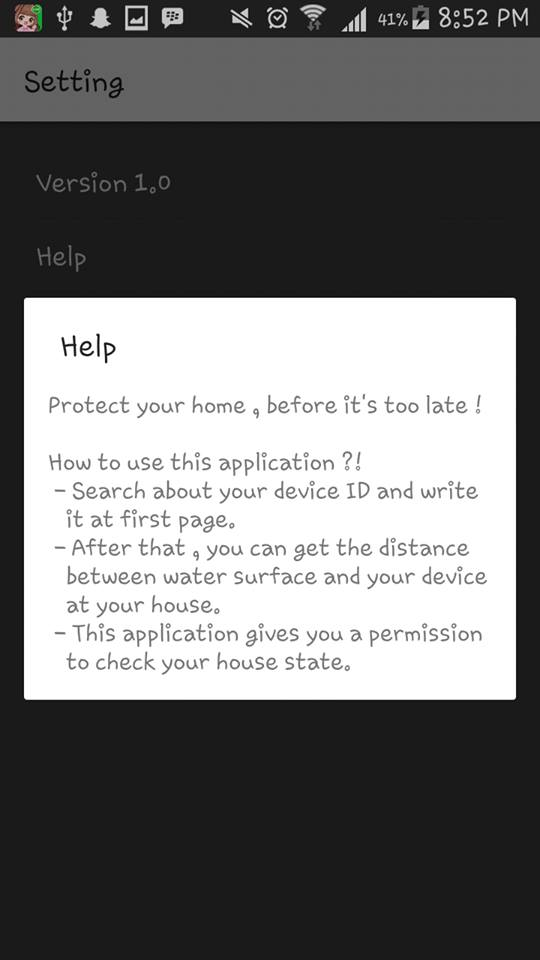 41% 8:52 PM
Setting
Version 1.0
Help
Help
Protect your home , before it's too late !
How to use this application ?!
- Search about your device ID and write
it at first page.
- After that , you can get the distance
between water surface and your device
at your house.
- This application gives you a permission
to check your house state.